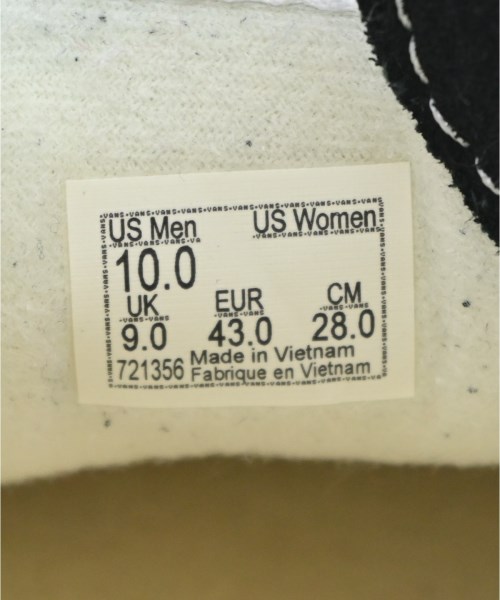 US Men US Women
10.0
UK EUR CM
9.0 43.0 28.0
721356 Made in Vietnam
Fabrique en Vietnam